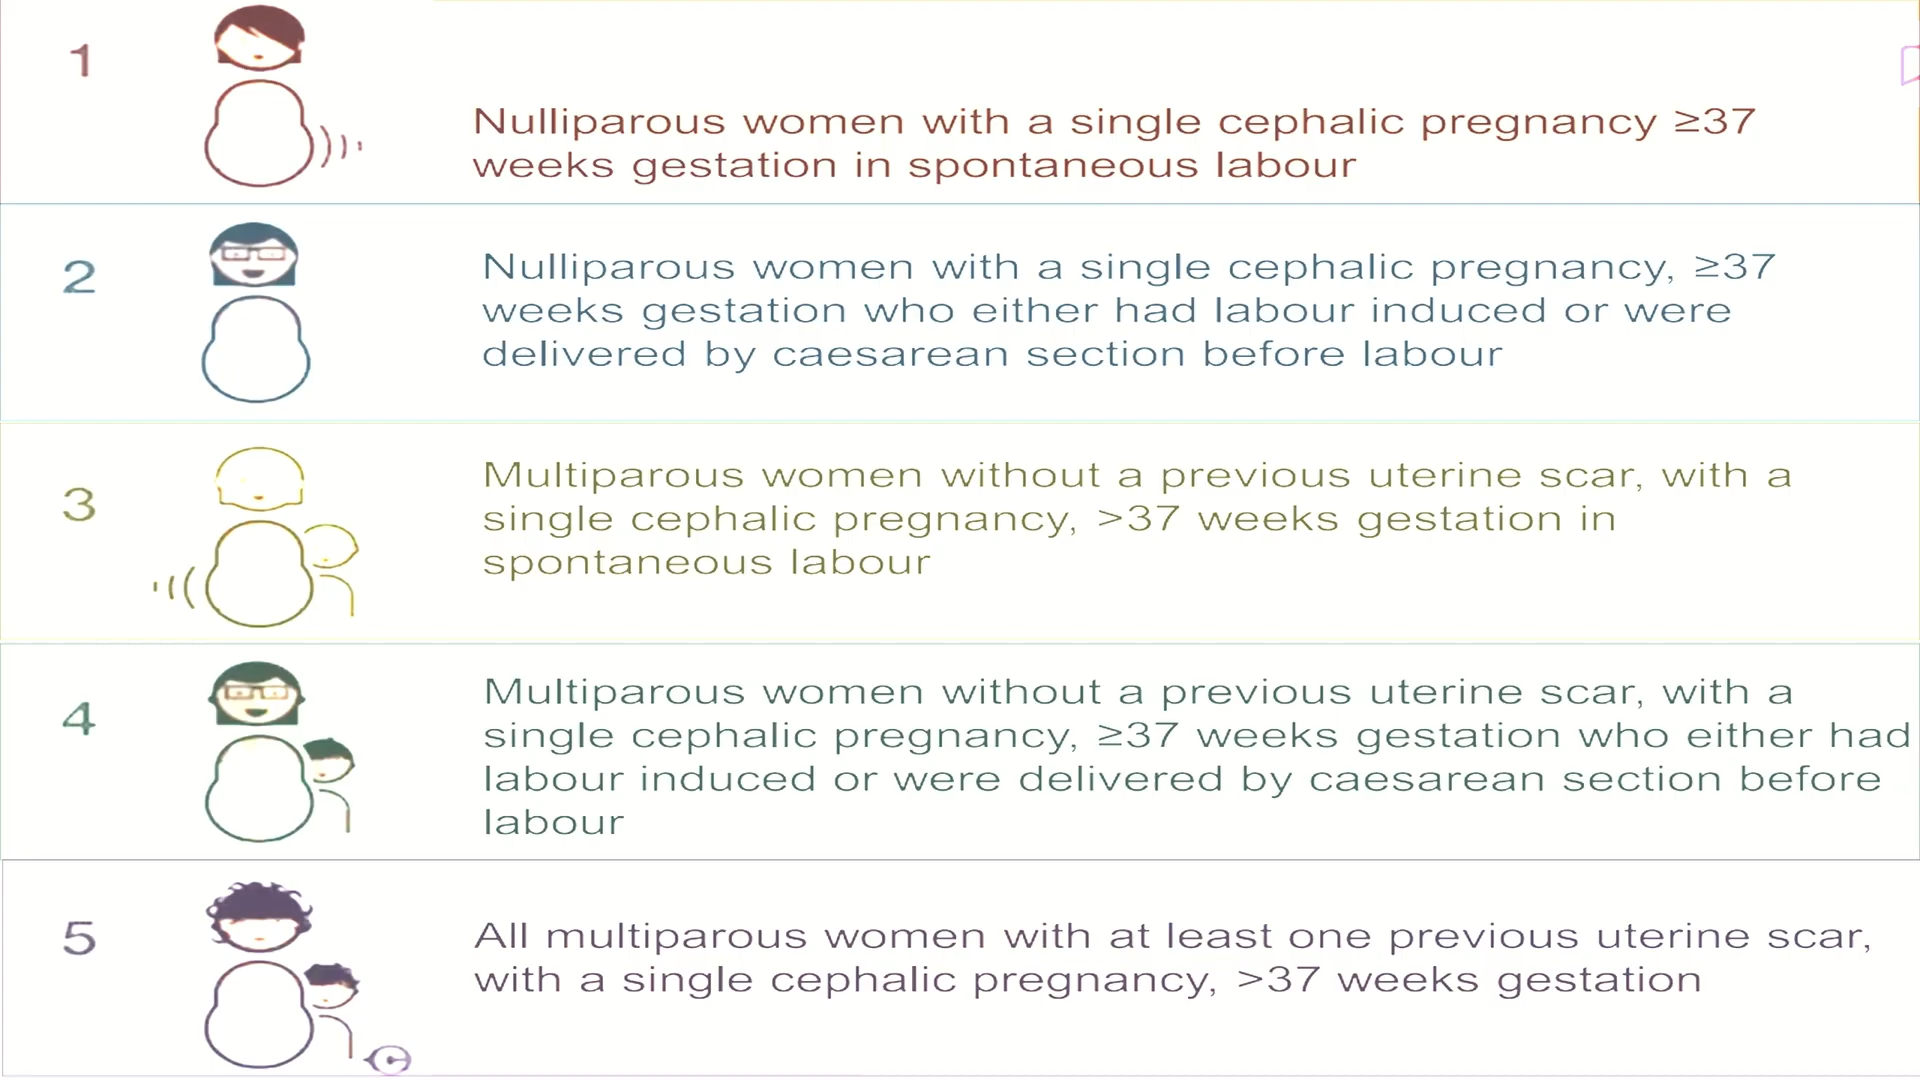 1
Nulliparous women with a single cephalic pregnancy ≥37
weeks gestation in spontaneous labour
2
Nulliparous women with a single cephalic pregnancy, ≥37
weeks gestation who either had labour induced or were
delivered by caesarean section before labour
3
Multiparous women without a previous uterine scar, with a
single cephalic pregnancy, >37 weeks gestation in
spontaneous labour
4
Multiparous women without a previous uterine scar, with a
single cephalic pregnancy, ≥37 weeks gestation who either had
labour induced or were delivered by caesarean section before
labour
5
All multiparous women with at least one previous uterine scar,
with a single cephalic pregnancy, >37 weeks gestation